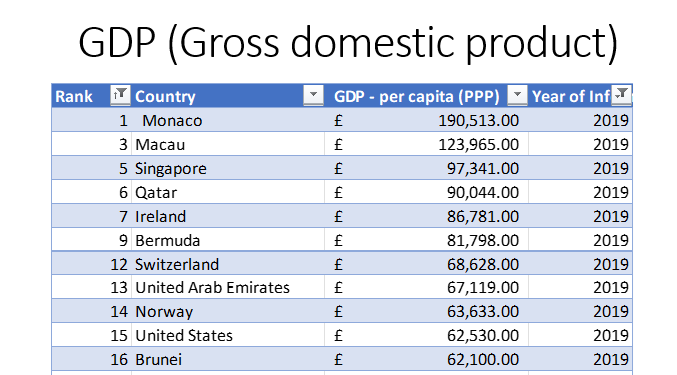 GDP (Gross domestic product)
Rank Country GDP - per capita (PPP) Year of Inf
1 Monaco £ 190,513.00 2019
3 Macau £ 123,965.00 2019
5 Singapore £ 97,341.00 2019
6 Qatar £ 90,044.00 2019
7 Ireland £ 86,781.00 2019
9 Bermuda £ 81,798.00 2019
12 Switzerland £ 68,628.00 2019
13 United Arab Emirates £ 67,119.00 2019
14 Norway £ 63,633.00 2019
15 United States £ 62,530.00 2019
16 Brunei £ 62,100.00 2019